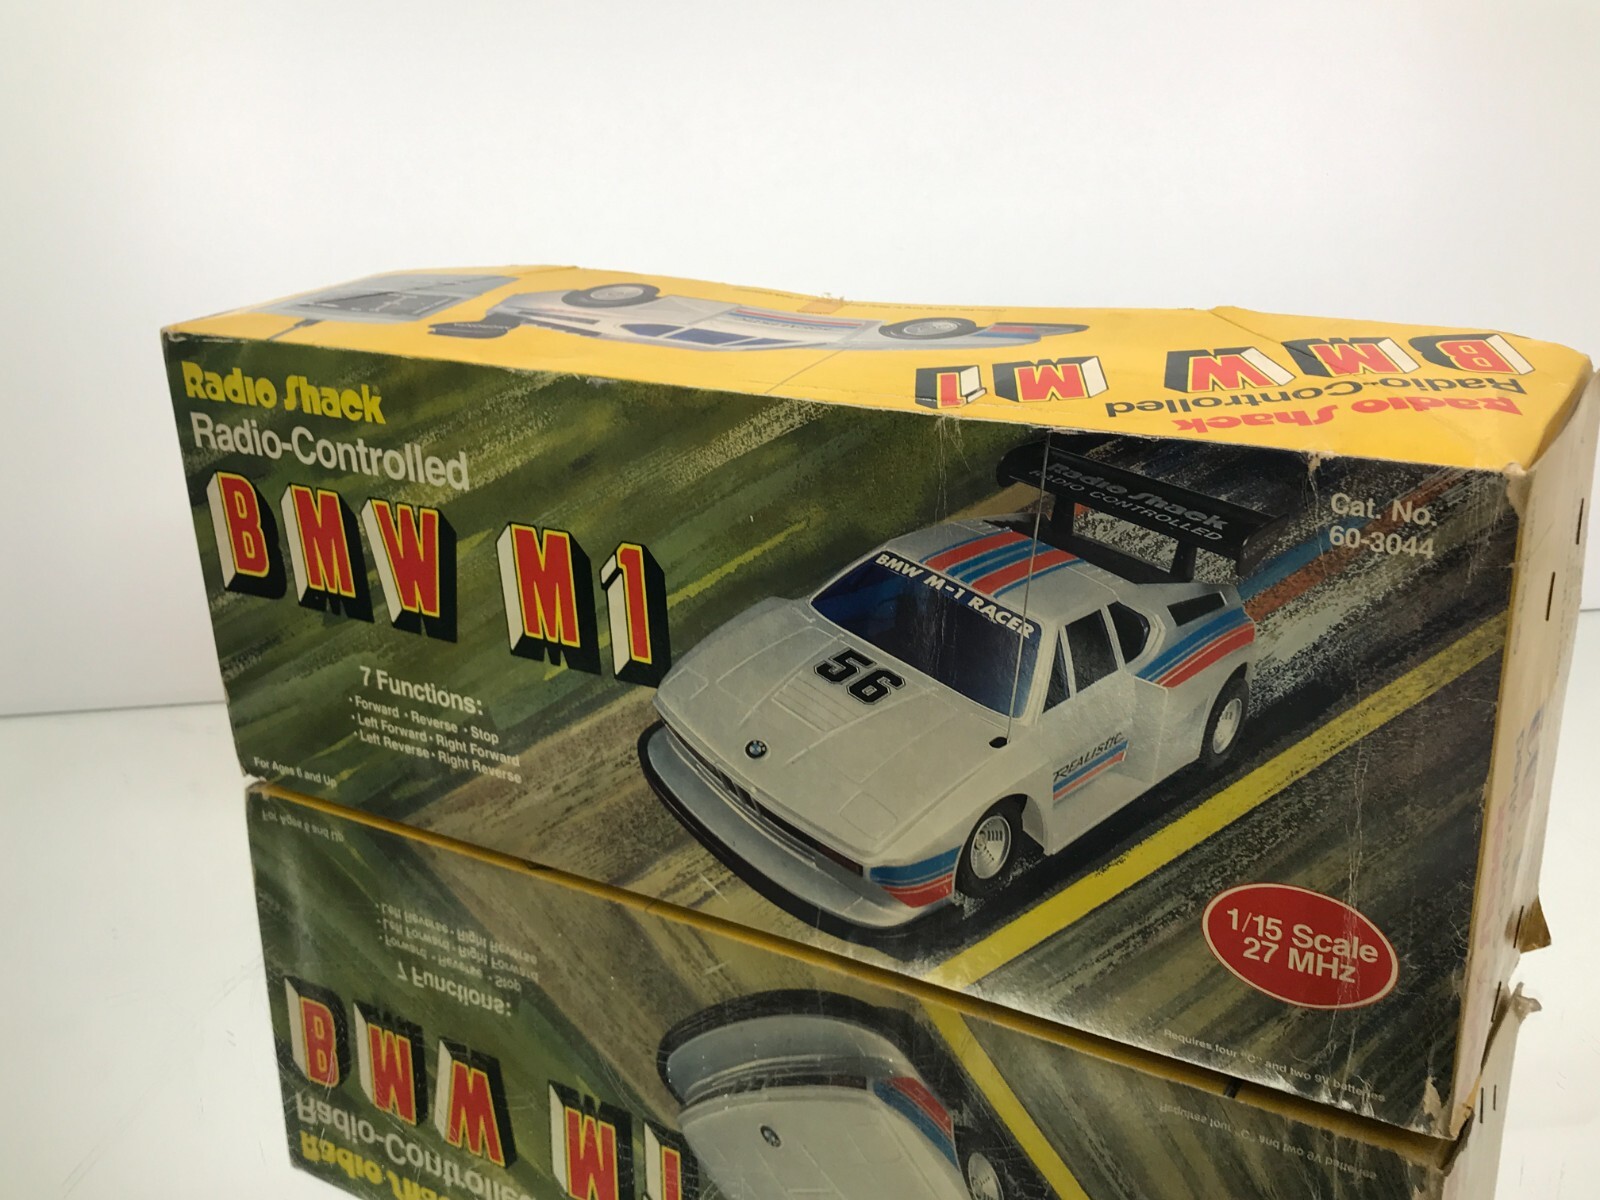 Radio Shack
Radio-Controlled
BMW M1
Radio Shack
Radio-Controlled
BMW M1
7 Functions:
• Forward • Reverse • Stop
• Left Forward • Right Forward
• Left Reverse • Right Reverse
For Ages 6 and Up
Radio Shack
RADIO CONTROLLED
Cat. No.
60-3044
BMW M-1 RACER
56
REALISTIC
1/15 Scale
27 MHz
Requires four "C" and two 9V batteries